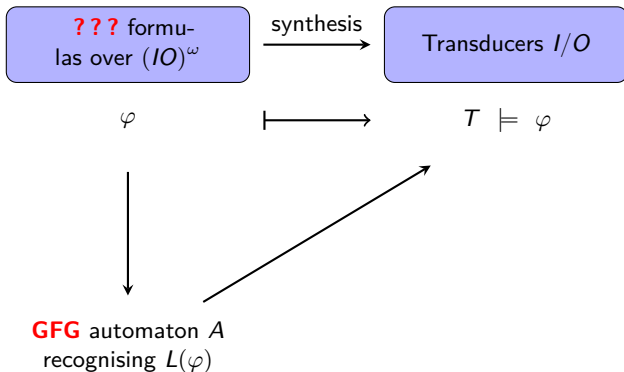 ? ? ? formu-
las over (IO)^ω
synthesis
Transducers I/O
φ
T ⊨ φ
GFG automaton A
recognising L(φ)